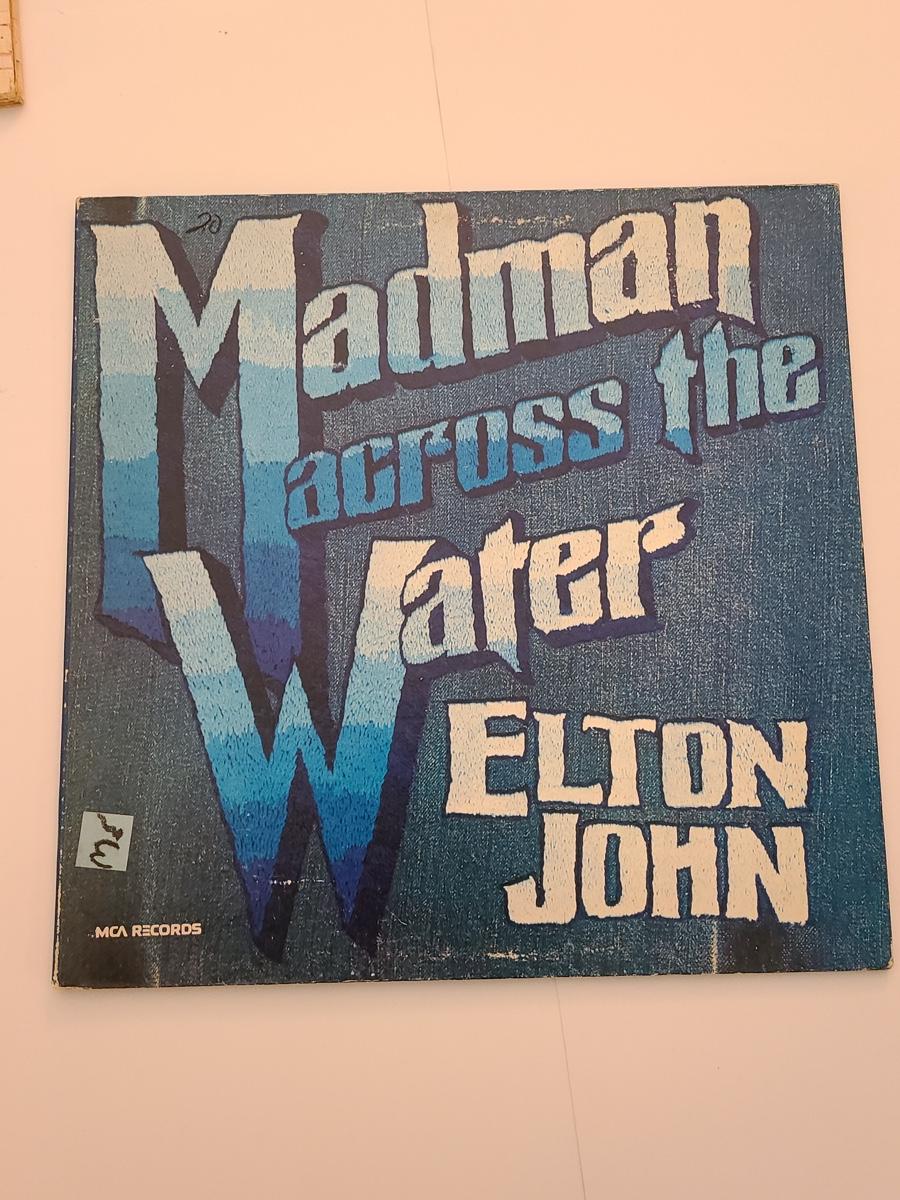 Madman
across the
Water
ELTON
JOHN
MCA RECORDS